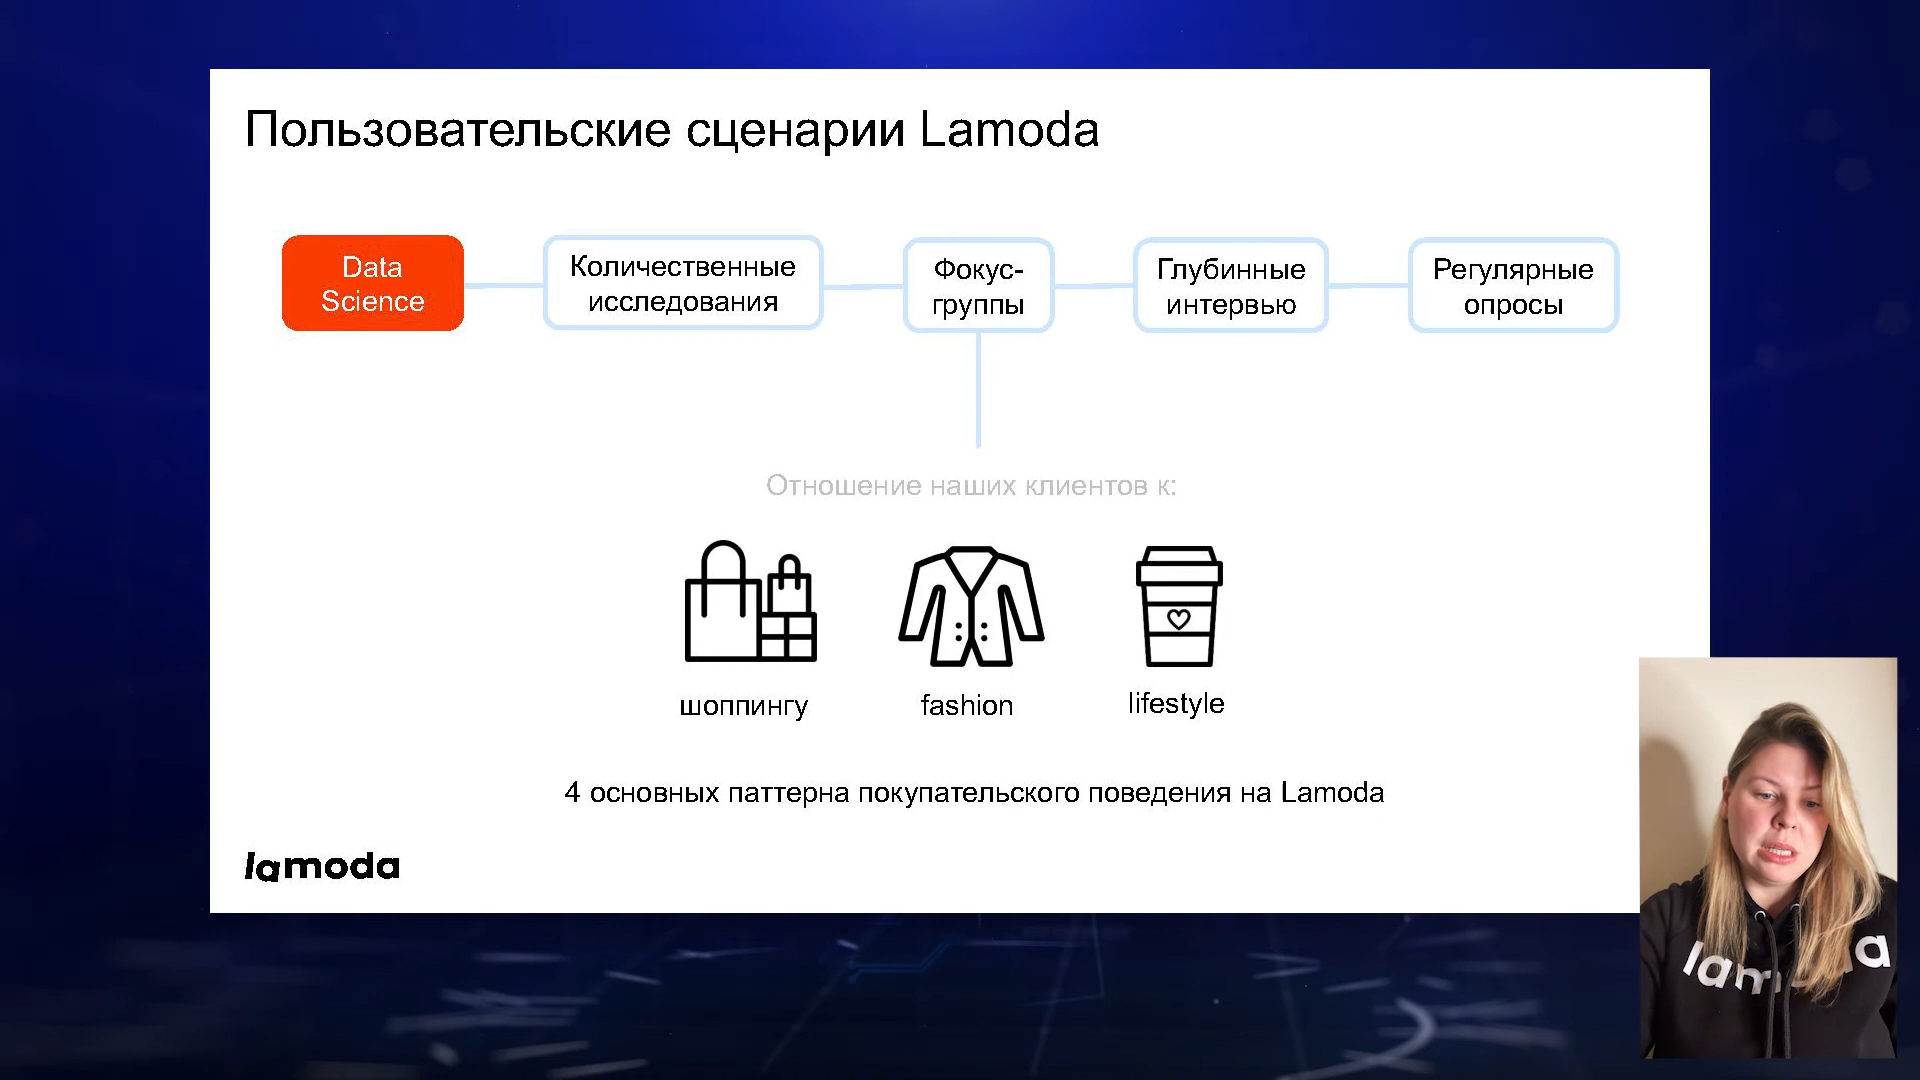 Пользовательские сценарии Lamoda
Data
Science
Количественные
исследования
Фокус-
группы
Глубинные
интервью
Регулярные
опросы
Отношение наших клиентов к:
шоппингу
fashion
lifestyle
4 основных паттерна покупательского поведения на Lamoda
lamoda